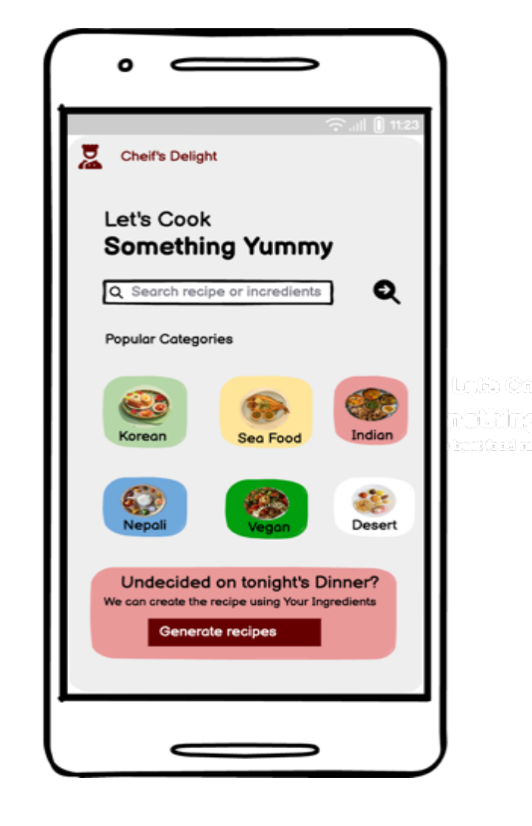 11:23
Cheif's Delight
Let's Cook
Something Yummy
Search recipe or incredients
Popular Categories
Korean
Sea Food
Indian
Nepali
Vegan
Desert
Undecided on tonight's Dinner?
We can create the recipe using Your Ingredients
Generate recipes